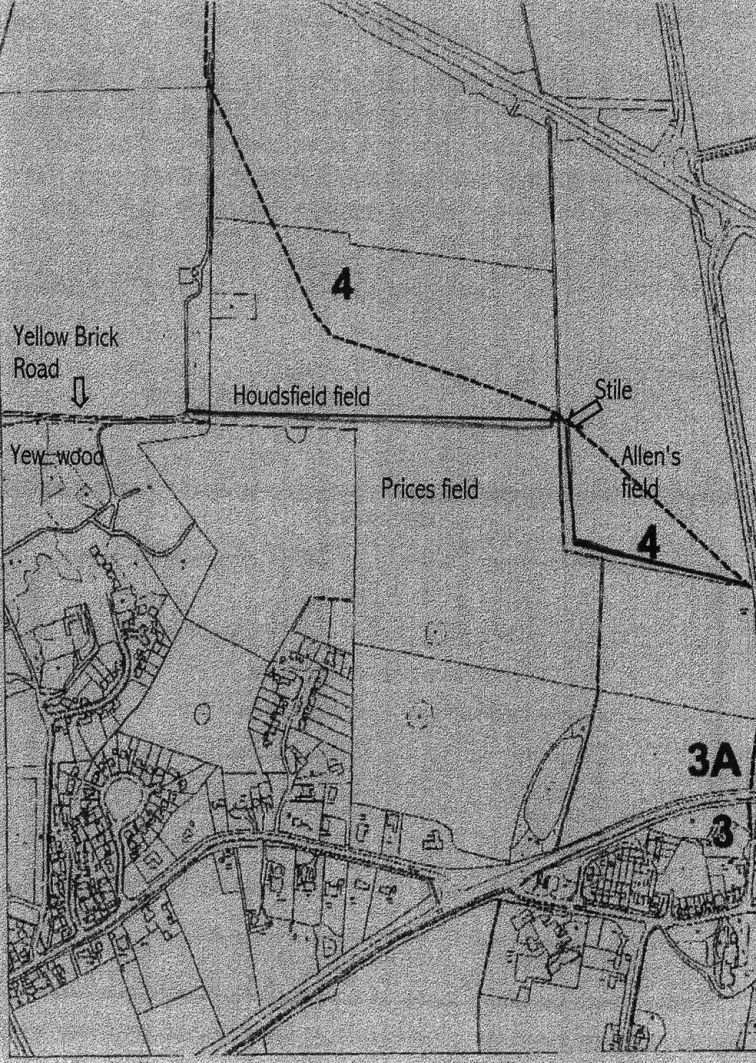 4
Yellow Brick
Road
Houdsfield field
Stile
Yew wood
Allen's
field
Prices field
4
3A
3